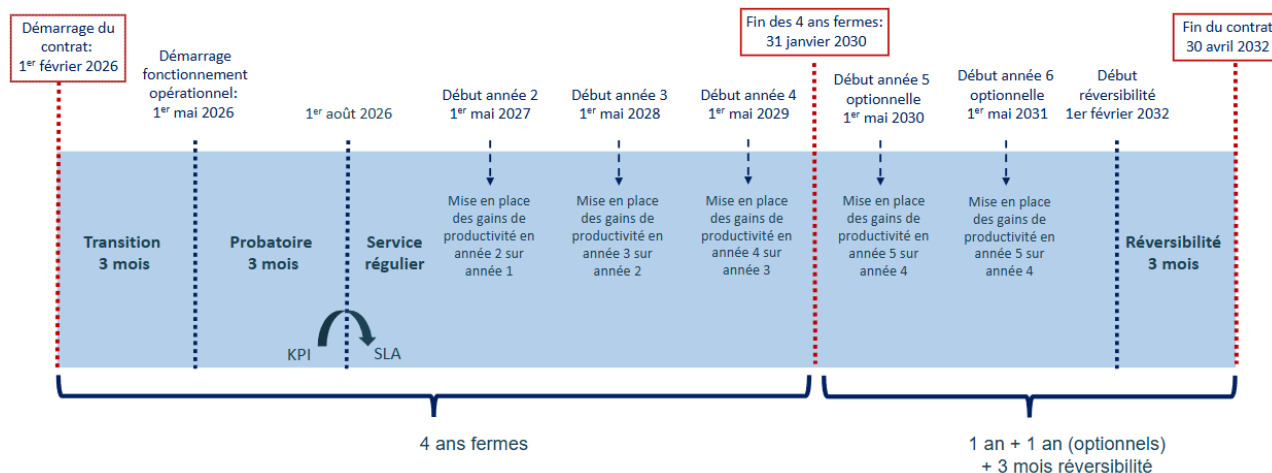 Démarrage du
contrat:
1er février 2026
Démarrage
fonctionnement
opérationnel:
1er mai 2026
1er août 2026
Début année 2
1er mai 2027
Début année 3
1er mai 2028
Début année 4
1er mai 2029
Fin des 4 ans fermes:
31 janvier 2030
Début année 5
optionnelle
1er mai 2030
Début année 6
optionnelle
1er mai 2031
Début
réversibilité
1er février 2032
Fin du contrat
30 avril 2032
Transition
3 mois
Probatoire
3 mois
Service
régulier
Mise en place
des gains de
productivité en
année 2 sur
année 1
Mise en place
des gains de
productivité en
année 3 sur
année 2
Mise en place
des gains de
productivité en
année 4 sur
année 3
Mise en place
des gains de
productivité en
année 5 sur
année 4
Mise en place
des gains de
productivité en
année 5 sur
année 4
Réversibilité
3 mois
KPI
SLA
4 ans fermes
1 an + 1 an (optionnels)
+ 3 mois réversibilité